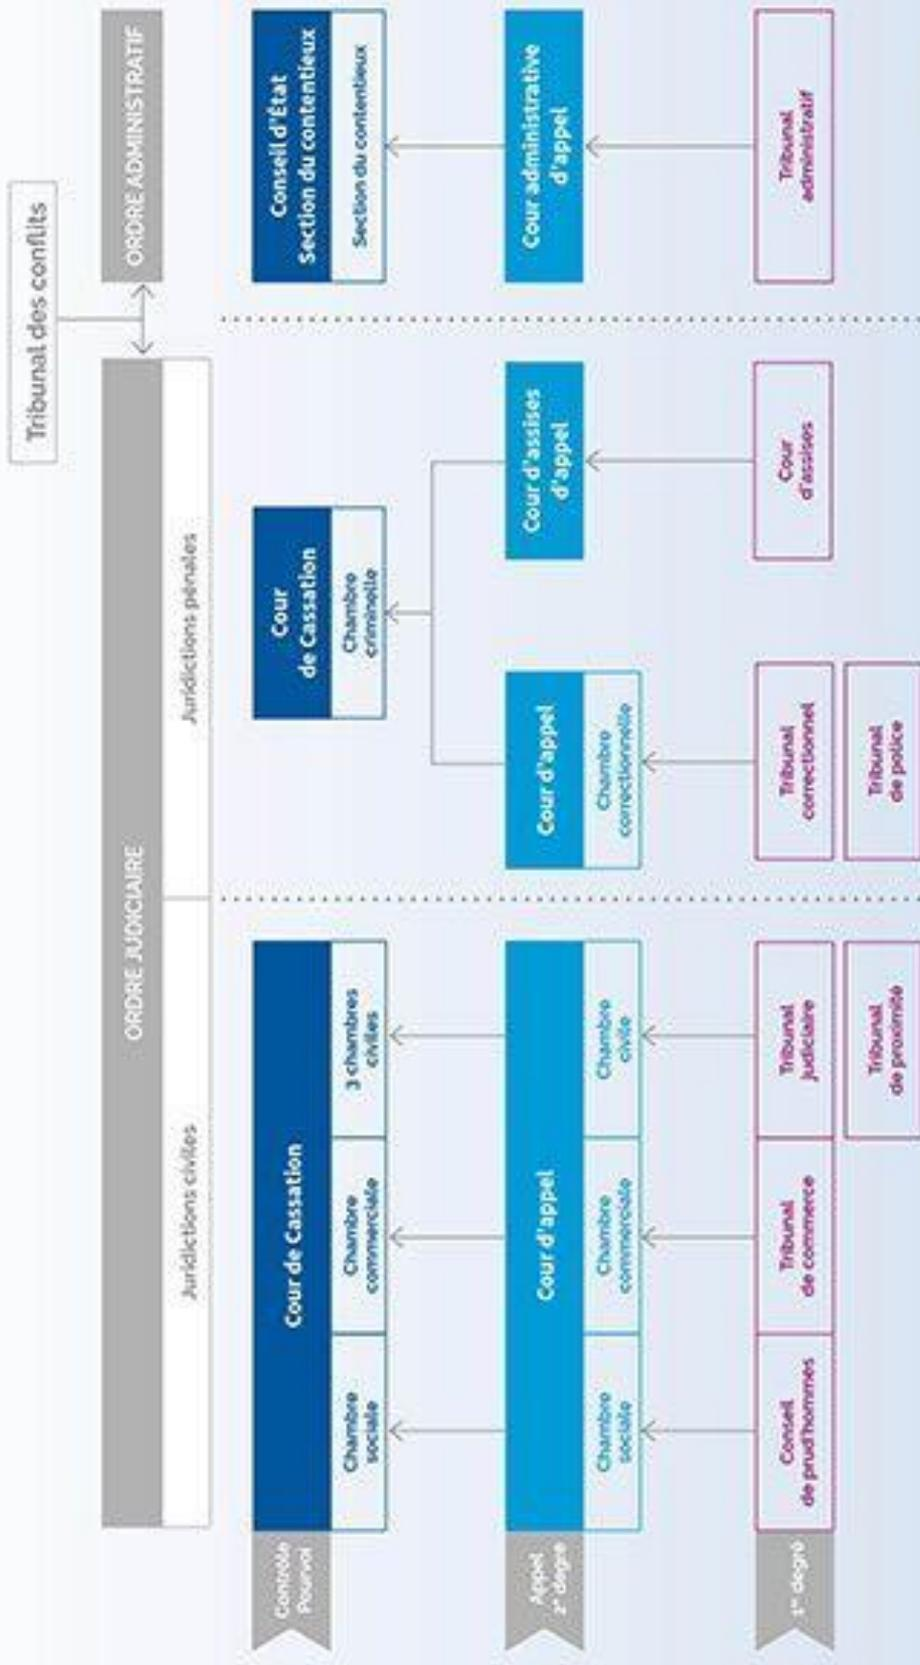 Tribunal des conflits
ORDRE JUDICIAIRE
ORDRE ADMINISTRATIF
Juridictions civiles
Juridictions pénales
Contrôle
Pourvoi
Cour de Cassation
Chambre
sociale
Chambre
commerciale
3 chambres
civiles
Cour
de Cassation
Chambre
criminelle
Conseil d'État
Section du contentieux
Section du contentieux
Appel
2e degré
Cour d'appel
Chambre
sociale
Chambre
commerciale
Chambre
civile
Cour d'appel
Chambre
correctionnelle
Cour d'assises
d'appel
Cour administrative
d'appel
1er degré
Conseil
de prud'hommes
Tribunal
de commerce
Tribunal
judiciaire
Tribunal
correctionnel
Cour
d'assises
Tribunal
administratif
Tribunal
de proximité
Tribunal
de police